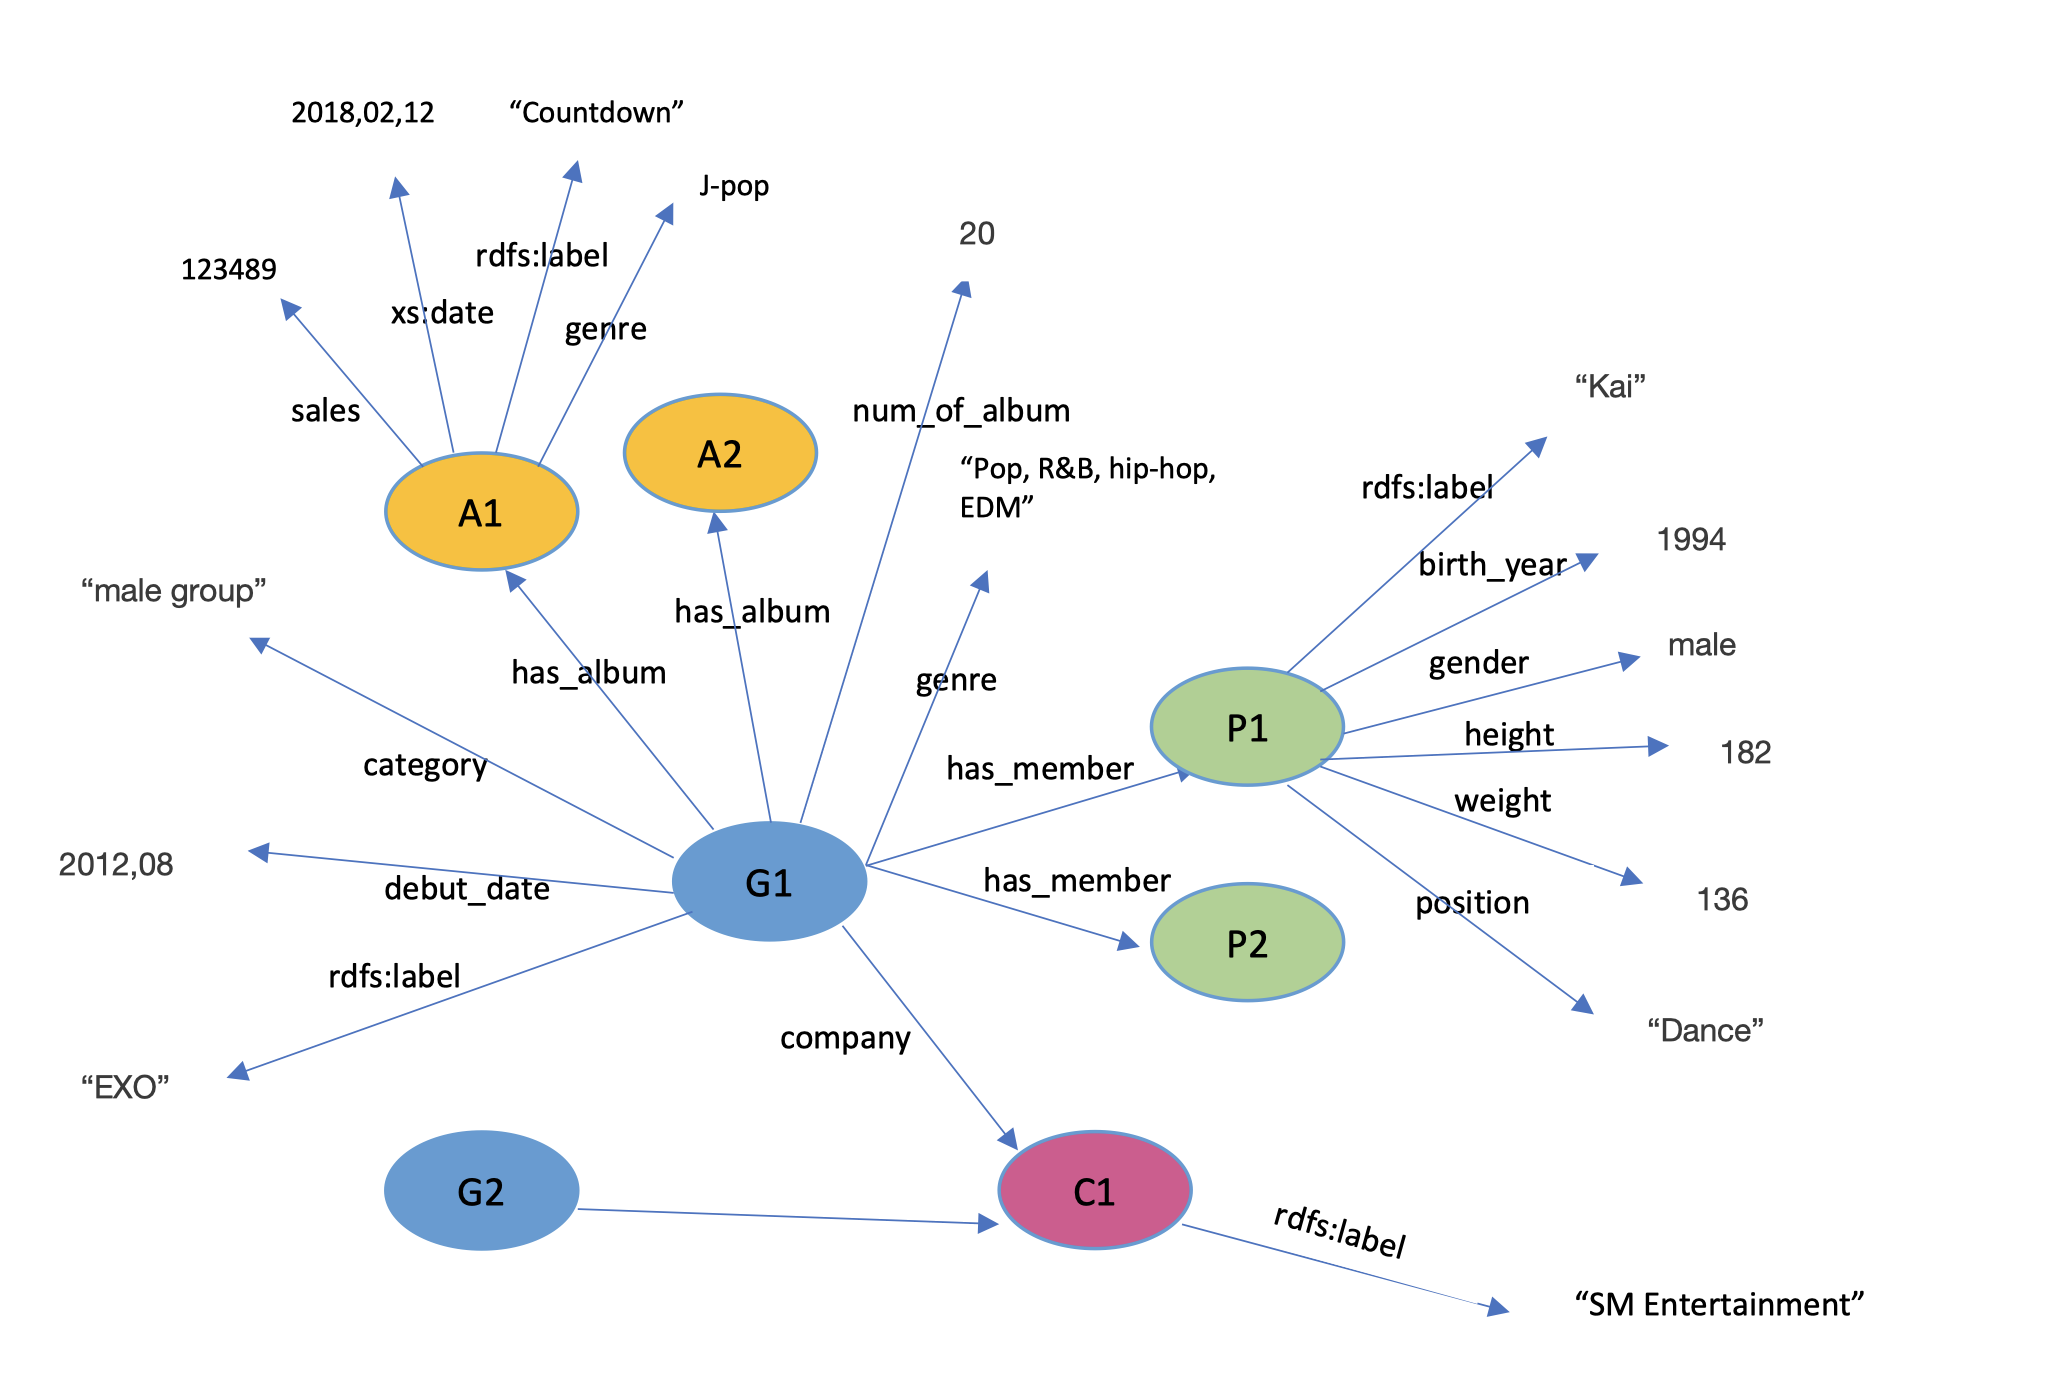 2018,02,12
“Countdown”
J-pop
20
123489
rdfs:label
xs:date
genre
“Kai”
sales
num_of_album
A2
“Pop, R&B, hip-hop,
EDM”
rdfs:label
A1
1994
birth_year
“male group”
has_album
male
gender
has_album
genre
P1
height
182
category
has_member
weight
2012,08
debut_date
G1
has_member
136
position
P2
rdfs:label
company
“Dance”
“EXO”
G2
C1
rdfs:label
“SM Entertainment”